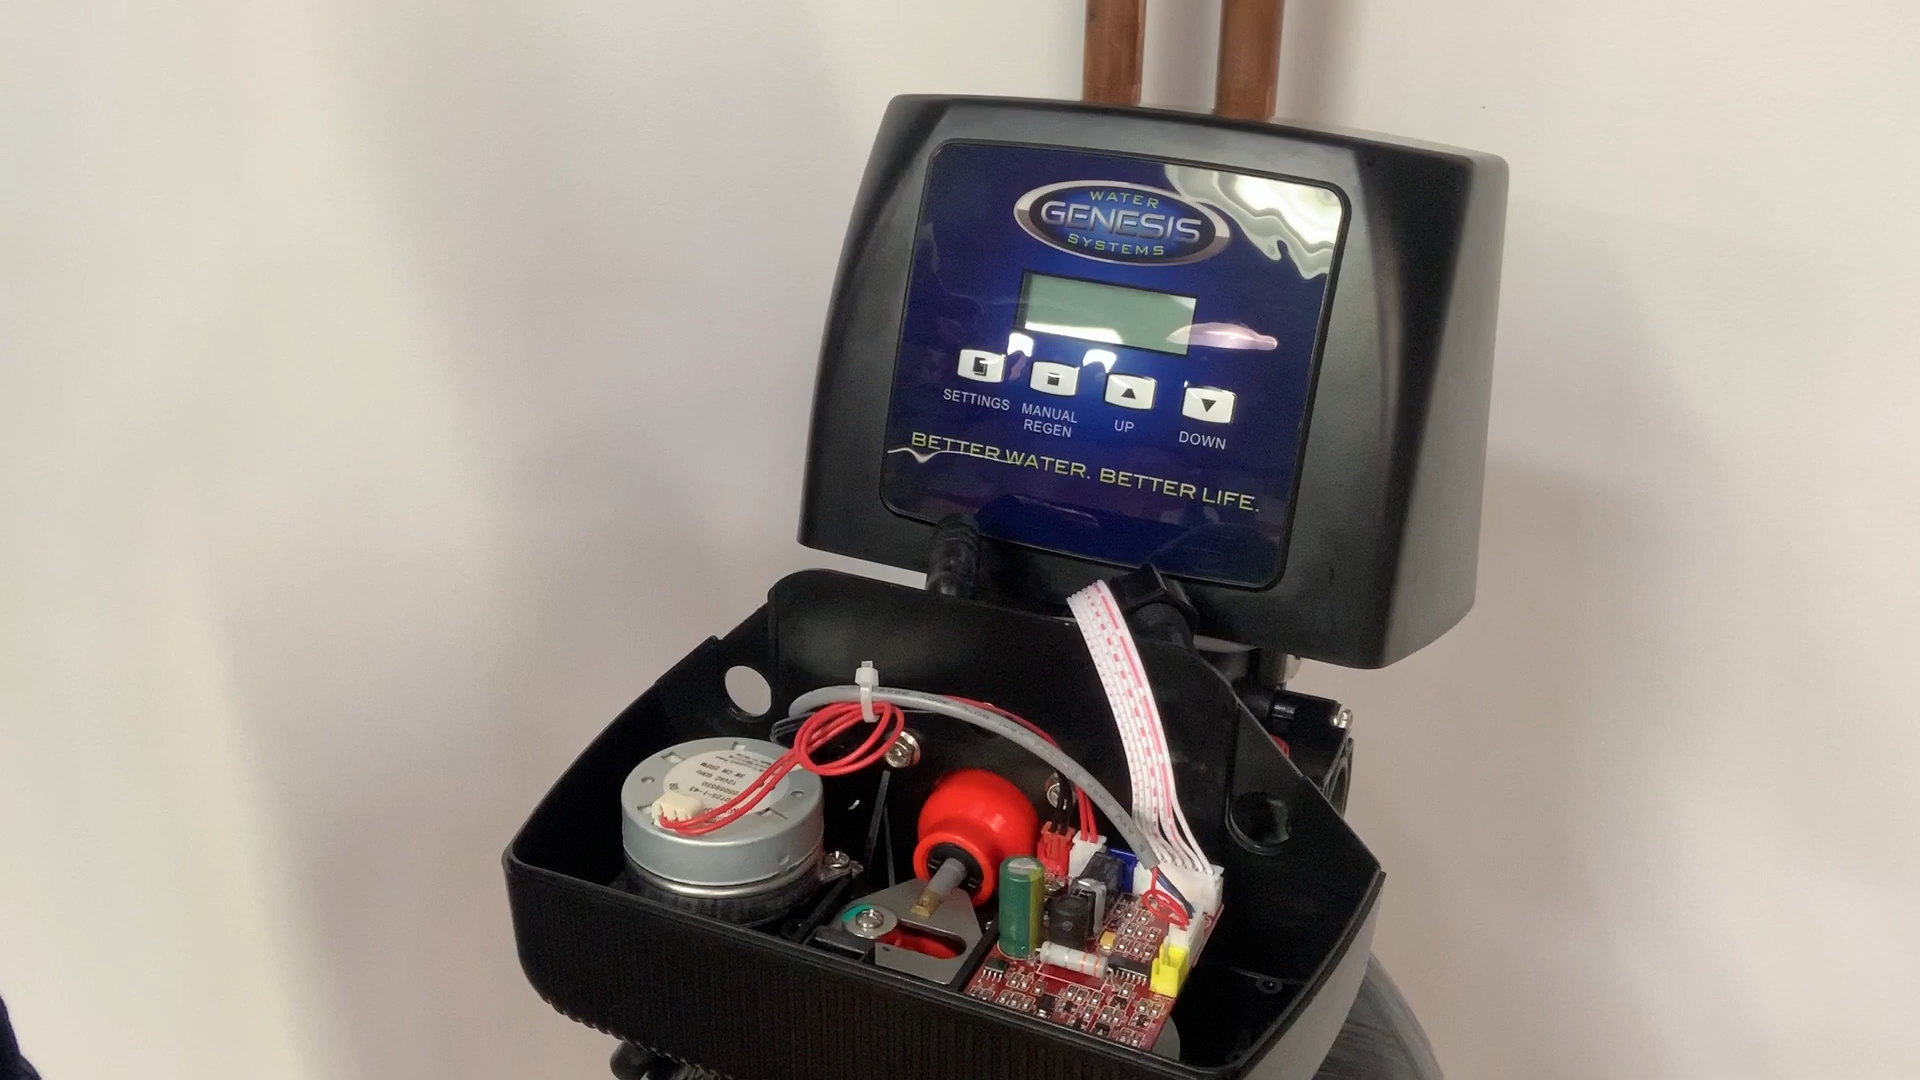 WATER
GENESIS
SYSTEMS
SETTINGS
MANUAL
REGEN
UP
DOWN
BETTER WATER. BETTER LIFE.